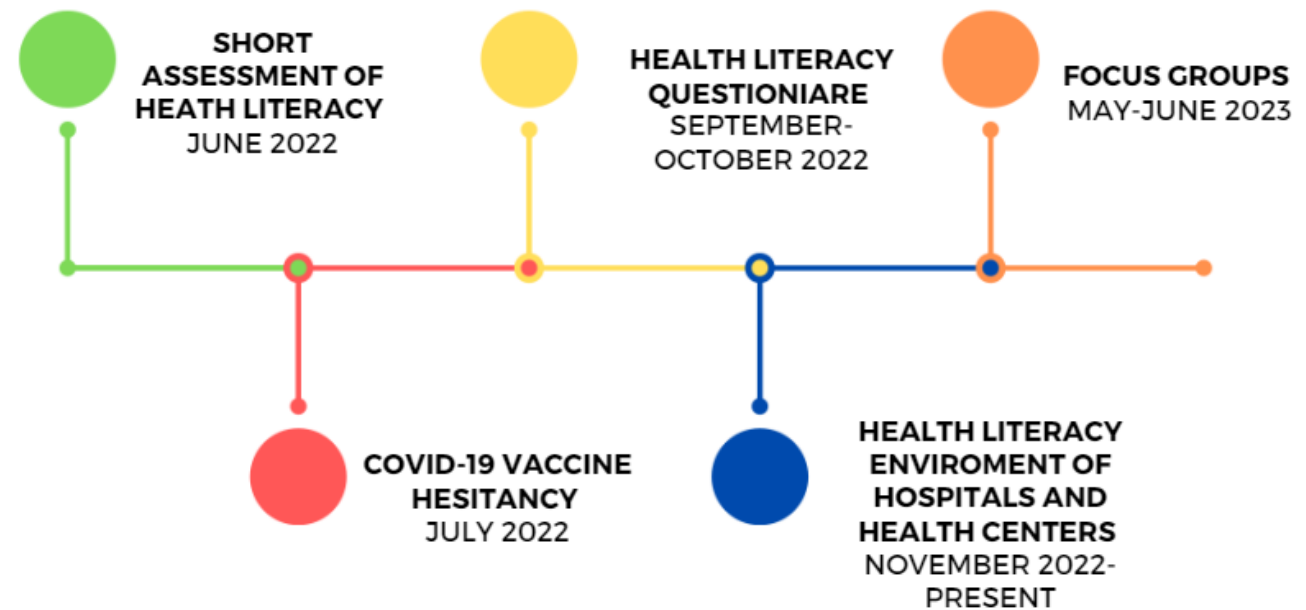 SHORT
ASSESSMENT OF
HEATH LITERACY
JUNE 2022
COVID-19 VACCINE
HESITANCY
JULY 2022
HEALTH LITERACY
QUESTIONIARE
SEPTEMBER-
OCTOBER 2022
HEALTH LITERACY
ENVIROMENT OF
HOSPITALS AND
HEALTH CENTERS
NOVEMBER 2022-
PRESENT
FOCUS GROUPS
MAY-JUNE 2023